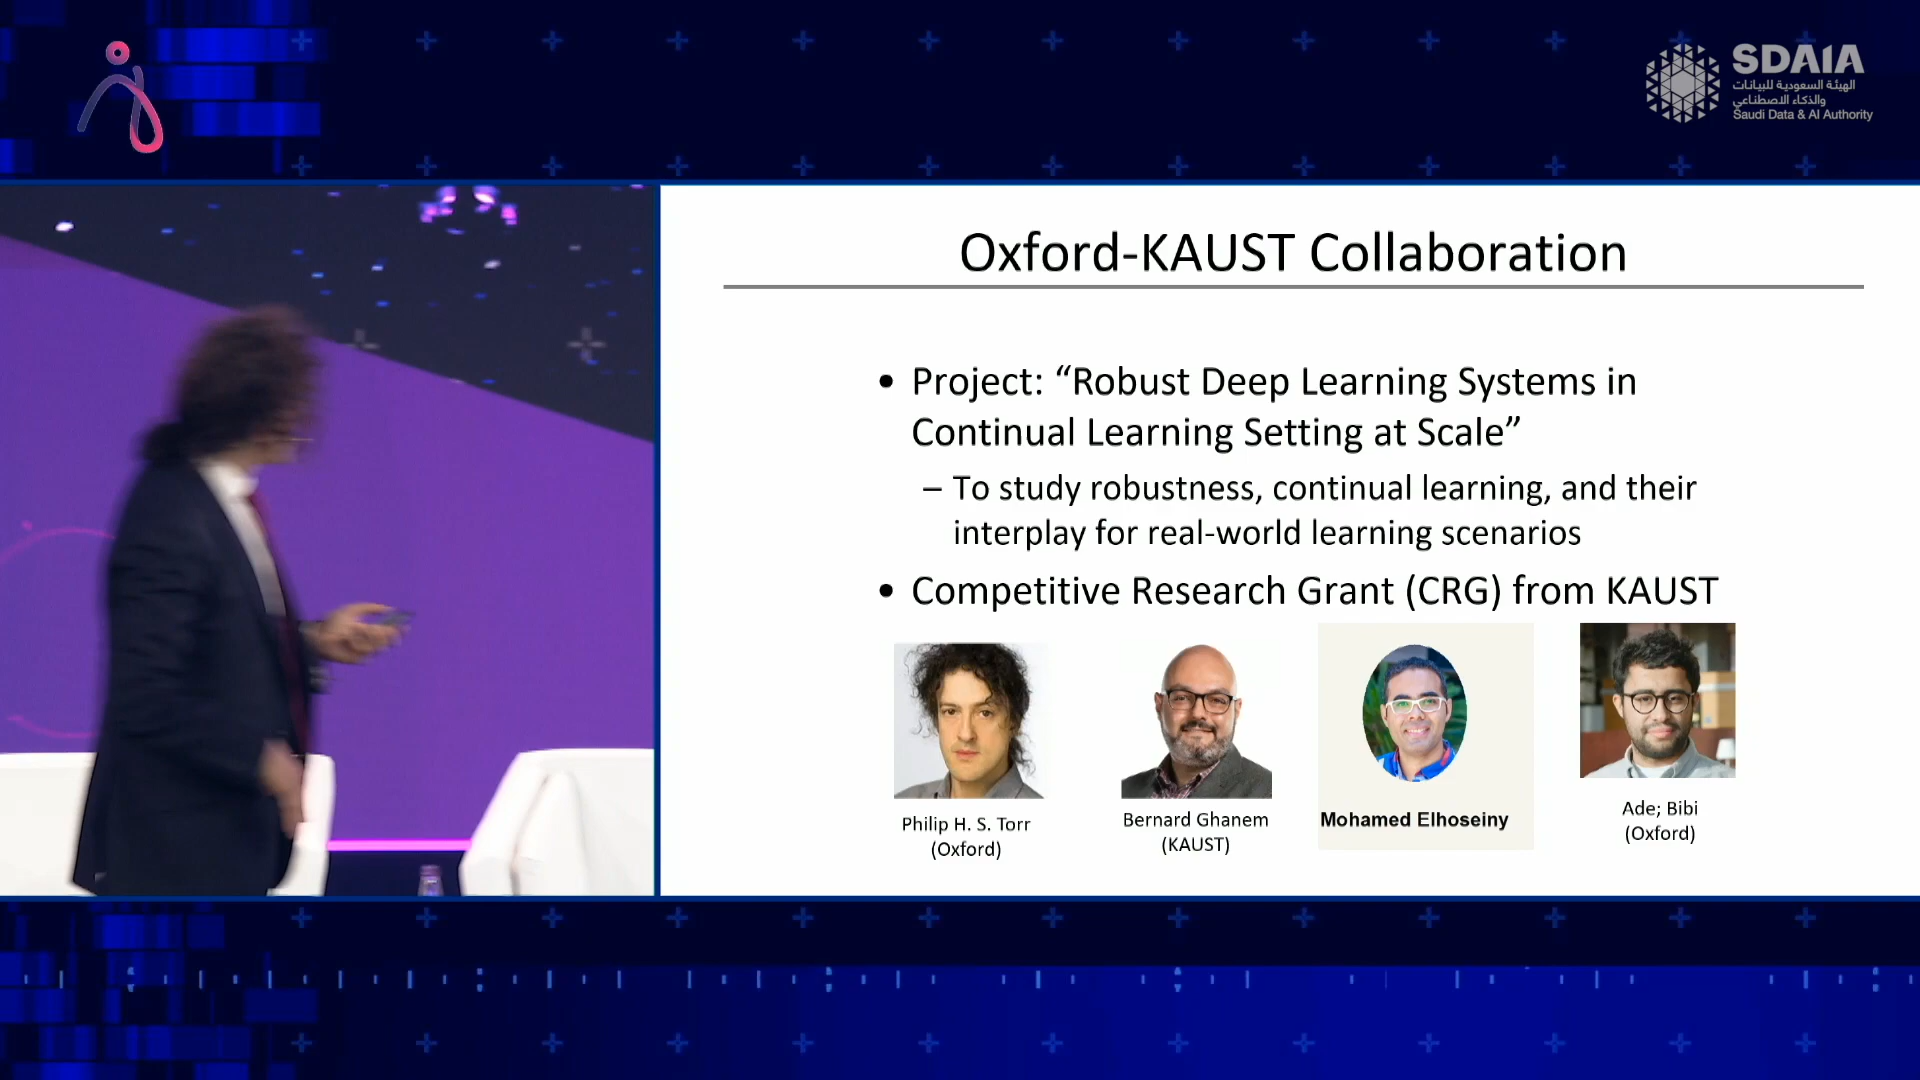 SDAIA
الهيئة السعودية للبيانات
والذكاء الاصطناعي
Saudi Data & AI Authority
Oxford-KAUST Collaboration
• Project: “Robust Deep Learning Systems in
Continual Learning Setting at Scale”
– To study robustness, continual learning, and their
interplay for real-world learning scenarios
• Competitive Research Grant (CRG) from KAUST
Philip H. S. Torr
(Oxford)
Bernard Ghanem
(KAUST)
Mohamed Elhoseiny
Ade; Bibi
(Oxford)